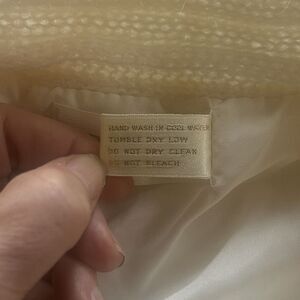 HAND WASH IN COOL WATER
TUMBLE DRY LOW
DO NOT DRY CLEAN
DO NOT BLEACH